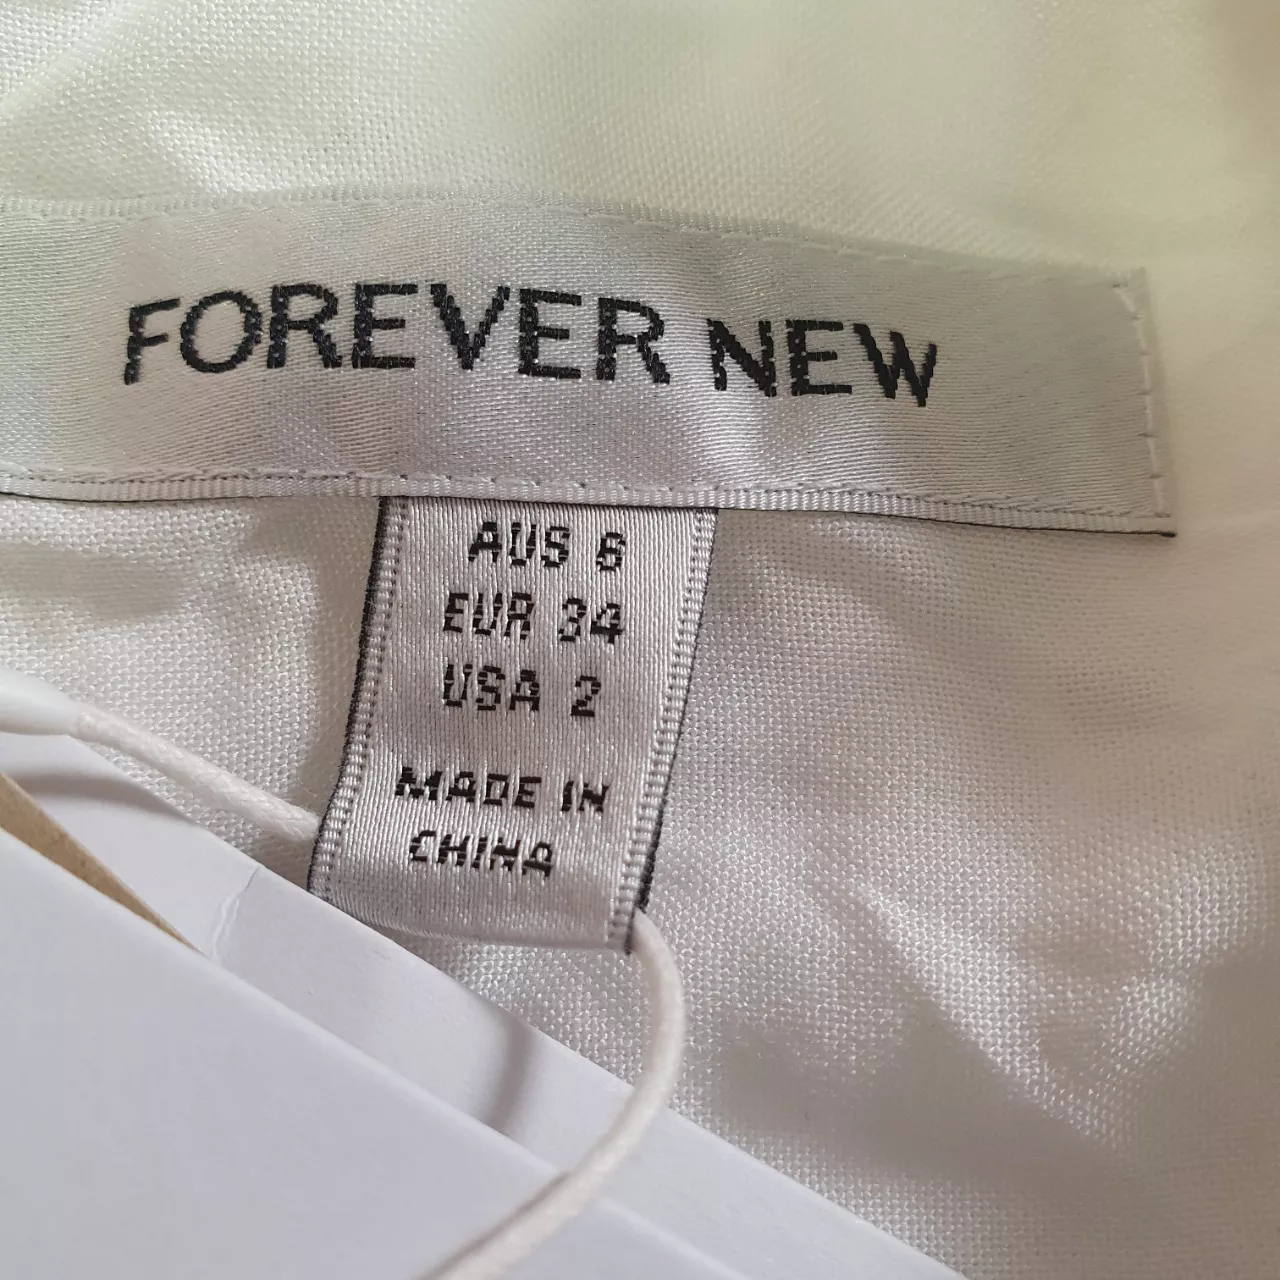 FOREVER NEW
AUS 6
EUR 34
USA 2
MADE IN
CHINA